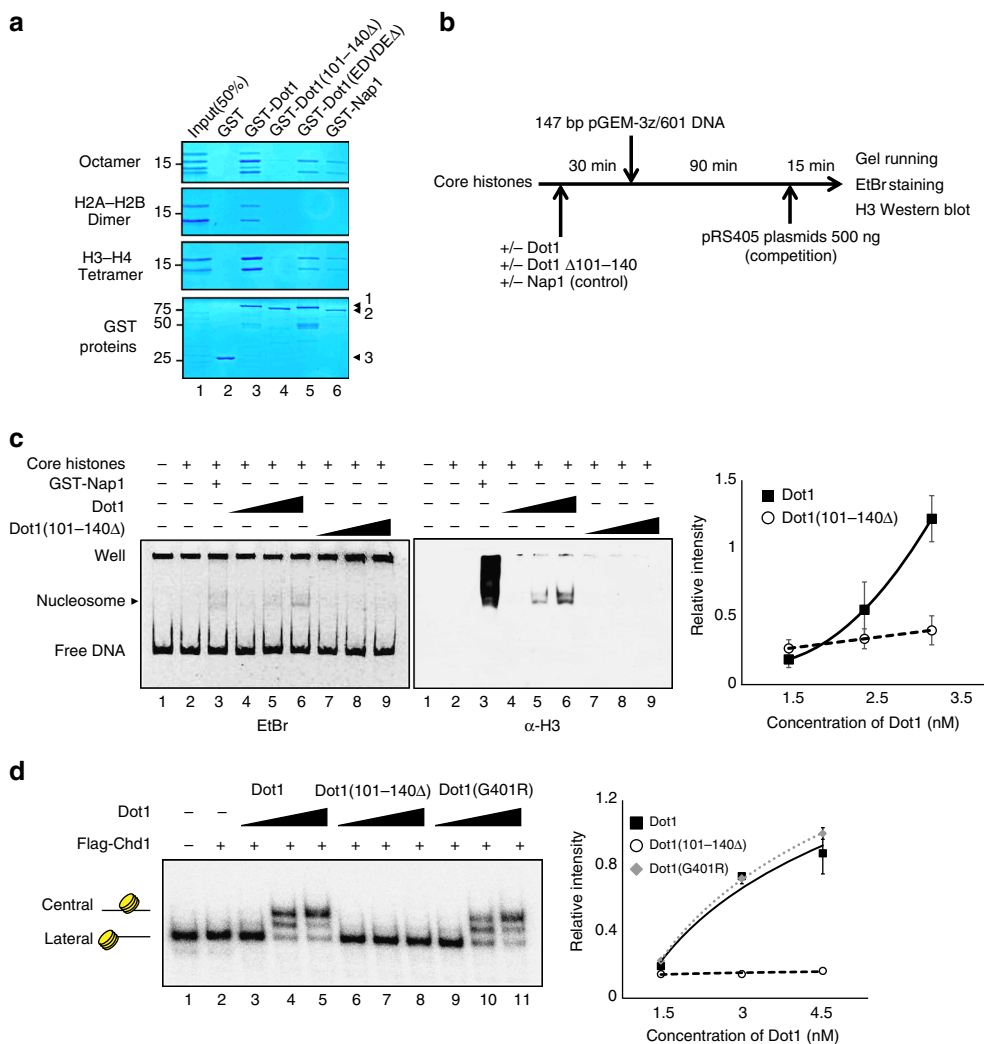 a
Input(50%)
GST
GST-Dot1
GST-Dot1(101–140Δ)
GST-Dot1(EDVDEΔ)
GST-Nap1
Octamer
15
H2A–H2B
Dimer
15
H3–H4
Tetramer
15
GST
proteins
75
50
25
1
2
3
1 2 3 4 5 6
b
147 bp pGEM-3z/601 DNA
30 min 90 min 15 min
Core histones
Gel running
EtBr staining
H3 Western blot
+/– Dot1
+/– Dot1 Δ101–140
+/– Nap1 (control)
pRS405 plasmids 500 ng
(competition)
c
Core histones – + + + + + + + + – + + + + + + + +
GST-Nap1 – – + – – – – – – – – + – – – – – –
Dot1 – – – – – – – – – – – –
Dot1(101–140Δ) – – – – – – – – – – – –
Well
Nucleosome
Free DNA
1 2 3 4 5 6 7 8 9
EtBr
1 2 3 4 5 6 7 8 9
α-H3
Relative intensity
1.5
1
0.5
0
Dot1
Dot1(101–140Δ)
1.5 2.5 3.5
Concentration of Dot1 (nM)
d
Dot1 Dot1(101–140Δ) Dot1(G401R)
Dot1 – –
Flag-Chd1 – + + + + + + + + + +
Central
Lateral
1 2 3 4 5 6 7 8 9 10 11
Relative intensity
1.2
0.8
0.4
0
Dot1
Dot1(101–140Δ)
Dot1(G401R)
1.5 3 4.5
Concentration of Dot1 (nM)